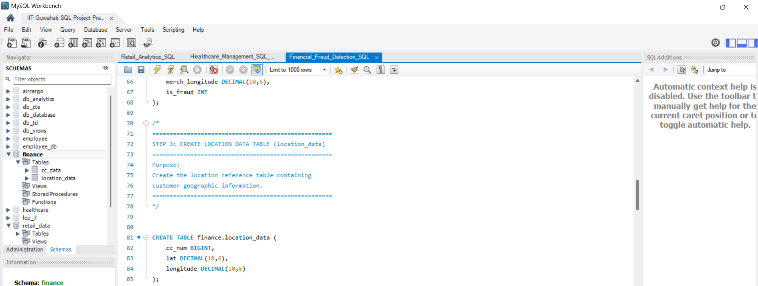 MySQL Workbench
IIT Guwahati SQL Project Pra...
File Edit View Query Database Server Tools Scripting Help
Navigator
SCHEMAS
Filter objects
aircargo
db_analytics
db_cte
db_database
db_tcl
db_views
employee
employee_db
finance
Tables
cc_data
location_data
Views
Stored Procedures
Functions
healthcare
lep_7
retail_data
Tables
Views
Administration Schemas
Information
Schema: finance
Retail_Analytics_SQL Healthcare_Management_SQL_... Financial_Fraud_Detection_SQL
Limit to 1000 rows
66 merch_longitude DECIMAL(10,6),
67 is_fraud INT
68 );
69
70 /*
71 ====================================================
72 STEP 3: CREATE LOCATION DATA TABLE (location_data)
73 ====================================================
74 Purpose:
75 Create the location reference table containing
76 customer geographic information.
77 ====================================================
78 */
79
80
81 CREATE TABLE finance.location_data (
82 cc_num BIGINT,
83 lat DECIMAL(10,6),
84 longitude DECIMAL(10,6)
85 );
SQLAdditions
Jump to
Automatic context help is
disabled. Use the toolbar t
manually get help for the
current caret position or to
toggle automatic help.